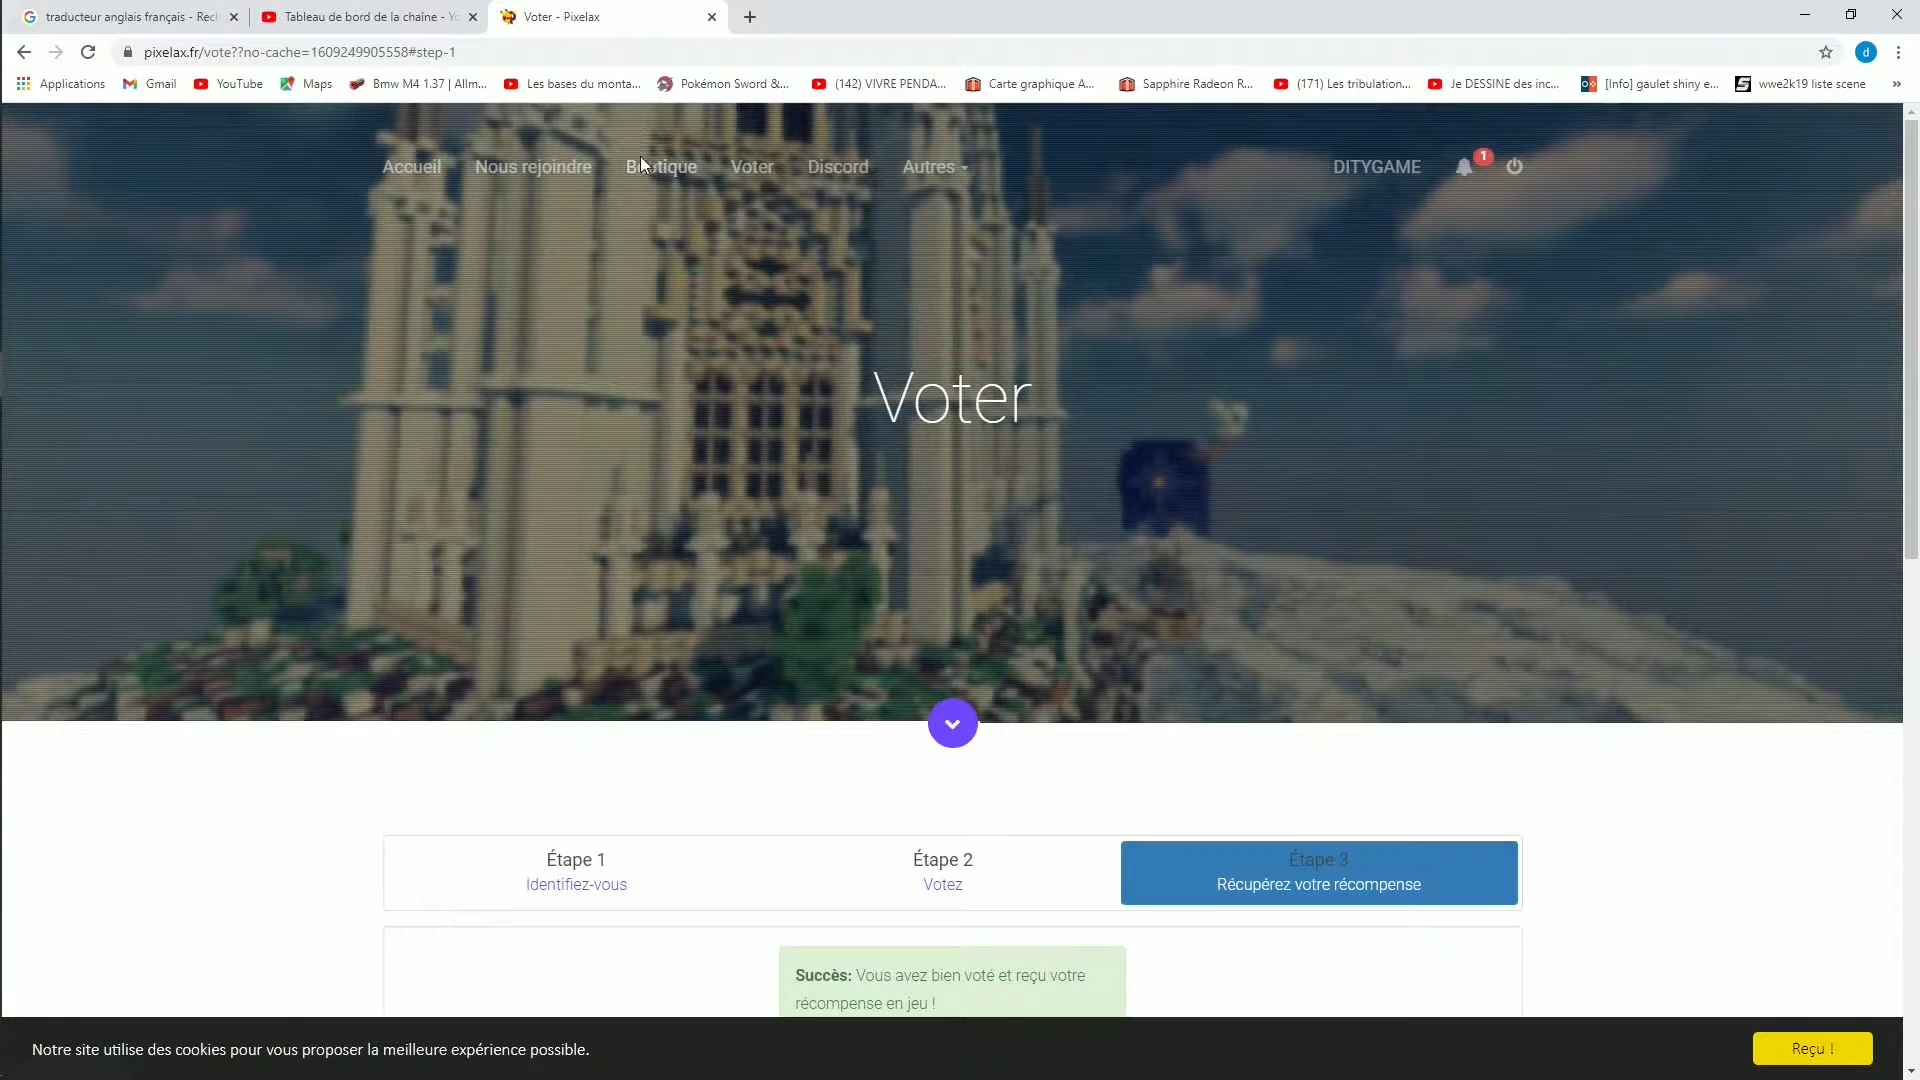 traducteur anglais français - Rec
Tableau de bord de la chaîne - Yo
Voter - Pixelax
pixelax.fr/vote??no-cache=1609249905558#step-1
d
Applications
Gmail
YouTube
Maps
Bmw M4 1.37 | Allm...
Les bases du monta...
Pokémon Sword &...
(142) VIVRE PENDA...
Carte graphique A...
Sapphire Radeon R...
(171) Les tribulation...
Je DESSINE des inc...
[Info] gaulet shiny e...
wwe2k19 liste scene
»
Accueil
Nous rejoindre
Boutique
Voter
Discord
Autres
DITYGAME
1
Voter
Étape 1
Identifiez-vous
Étape 2
Votez
Étape 3
Récupérez votre récompense
Succès: Vous avez bien voté et reçu votre
récompense en jeu !
Notre site utilise des cookies pour vous proposer la meilleure expérience possible.
Reçu !